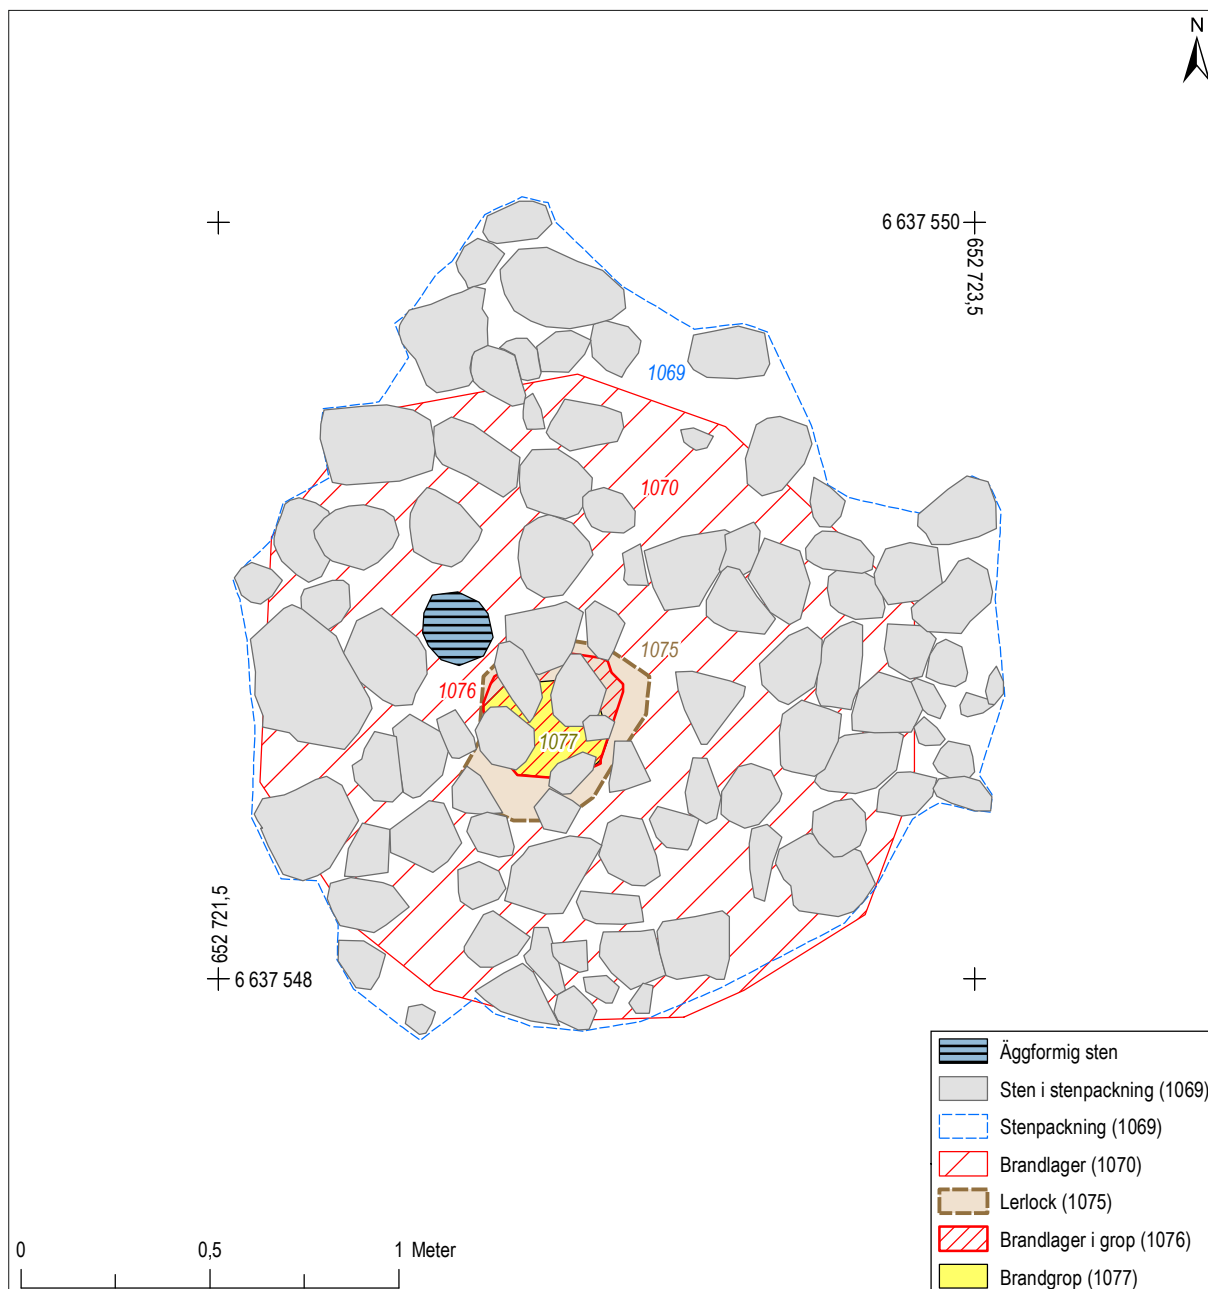 N
6 637 550
652 723,5
1069
1070
1075
1076
1077
652 721,5
6 637 548
Äggformig sten
Sten i stenpackning (1069)
Stenpackning (1069)
Brandlager (1070)
Lerlock (1075)
Brandlager i grop (1076)
Brandgrop (1077)
0 0,5 1 Meter